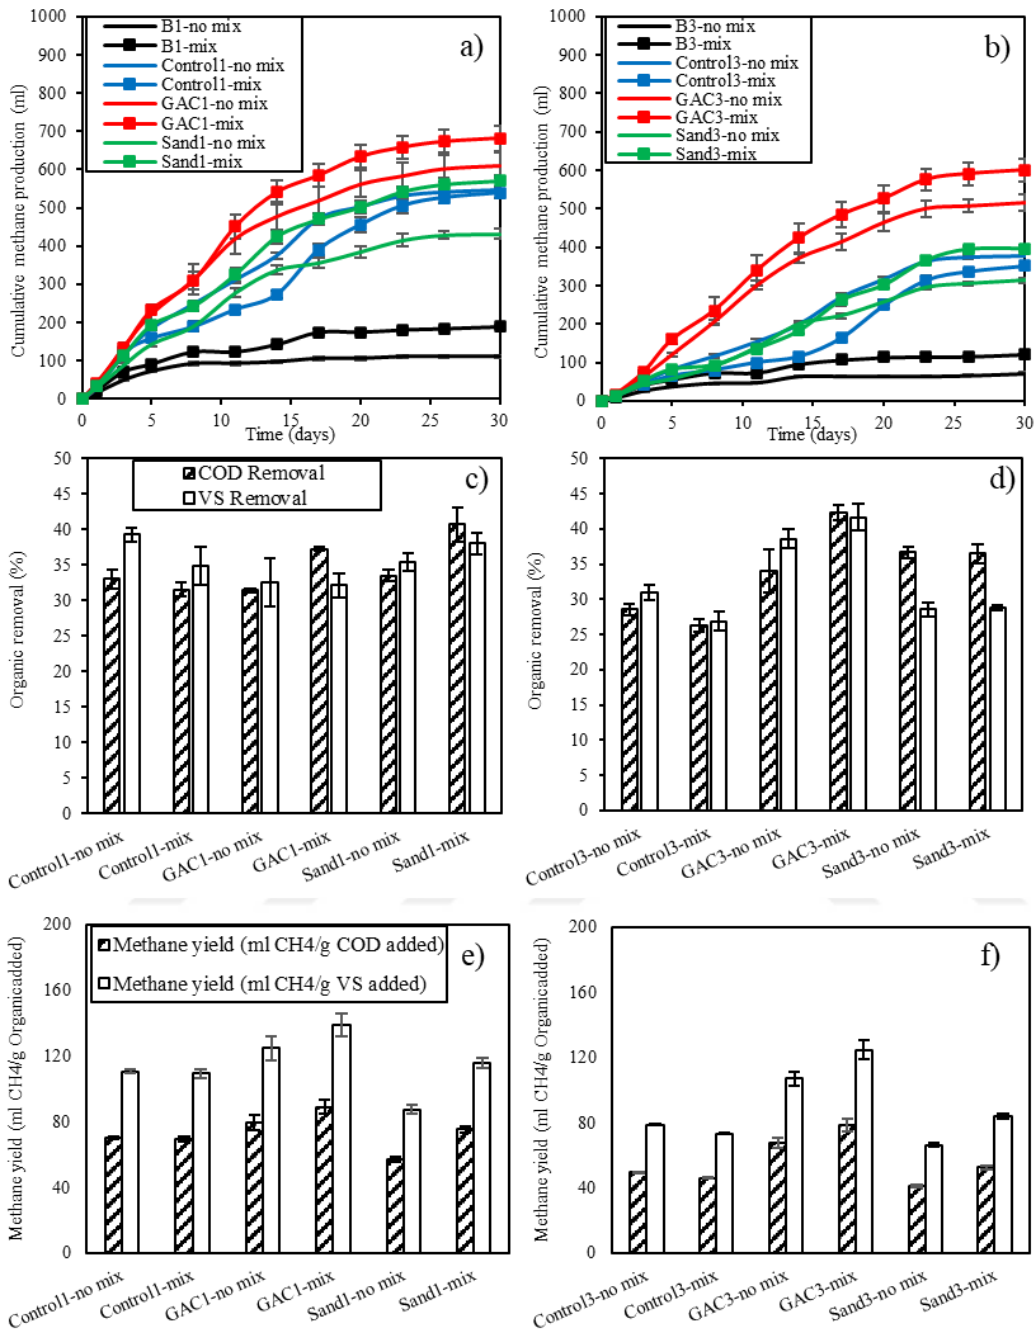 1000
900
800
700
600
500
400
300
200
100
0
Cumulative methane production (ml)
B1-no mix
B1-mix
Control1-no mix
Control1-mix
GAC1-no mix
GAC1-mix
Sand1-no mix
Sand1-mix
a)
0 5 10 15 20 25 30
Time (days)
1000
900
800
700
600
500
400
300
200
100
0
Cumulative methane production (ml)
B3-no mix
B3-mix
Control3-no mix
Control3-mix
GAC3-no mix
GAC3-mix
Sand3-no mix
Sand3-mix
b)
0 5 10 15 20 25 30
Time (days)
50
45
40
35
30
25
20
15
10
5
0
Organic removal (%)
COD Removal
VS Removal
c)
Control1-no mix
Control1-mix
GAC1-no mix
GAC1-mix
Sand1-no mix
Sand1-mix
50
45
40
35
30
25
20
15
10
5
0
Organic removal (%)
d)
Control3-no mix
Control3-mix
GAC3-no mix
GAC3-mix
Sand3-no mix
Sand3-mix
200
160
120
80
40
0
Methane yield (ml CH4/g Organicadded)
Methane yield (ml CH4/g COD added)
Methane yield (ml CH4/g VS added)
e)
Control1-no mix
Control1-mix
GAC1-no mix
GAC1-mix
Sand1-no mix
Sand1-mix
200
160
120
80
40
0
Methane yield (ml CH4/g Organicadded)
f)
Control3-no mix
Control3-mix
GAC3-no mix
GAC3-mix
Sand3-no mix
Sand3-mix